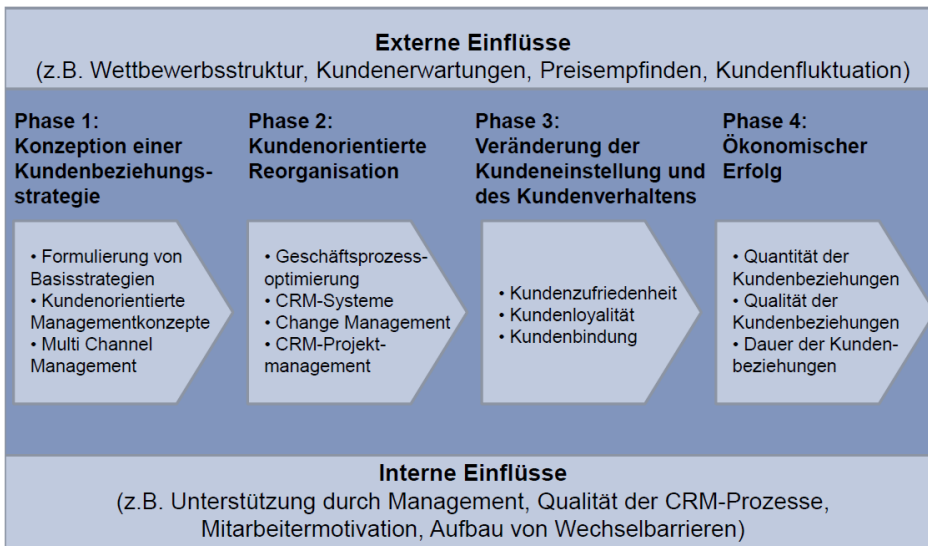 Externe Einflüsse
(z.B. Wettbewerbsstruktur, Kundenerwartungen, Preisempfinden, Kundenfluktuation)
Phase 1:
Konzeption einer
Kundenbeziehungs-
strategie
• Formulierung von
Basisstrategien
• Kundenorientierte
Managementkonzepte
• Multi Channel
Management
Phase 2:
Kundenorientierte
Reorganisation
• Geschäftsprozess-
optimierung
• CRM-Systeme
• Change Management
• CRM-Projekt-
management
Phase 3:
Veränderung der
Kundeneinstellung und
des Kundenverhaltens
• Kundenzufriedenheit
• Kundenloyalität
• Kundenbindung
Phase 4:
Ökonomischer
Erfolg
• Quantität der
Kundenbeziehungen
• Qualität der
Kundenbeziehungen
• Dauer der Kunden-
beziehungen
Interne Einflüsse
(z.B. Unterstützung durch Management, Qualität der CRM-Prozesse,
Mitarbeitermotivation, Aufbau von Wechselbarrieren)